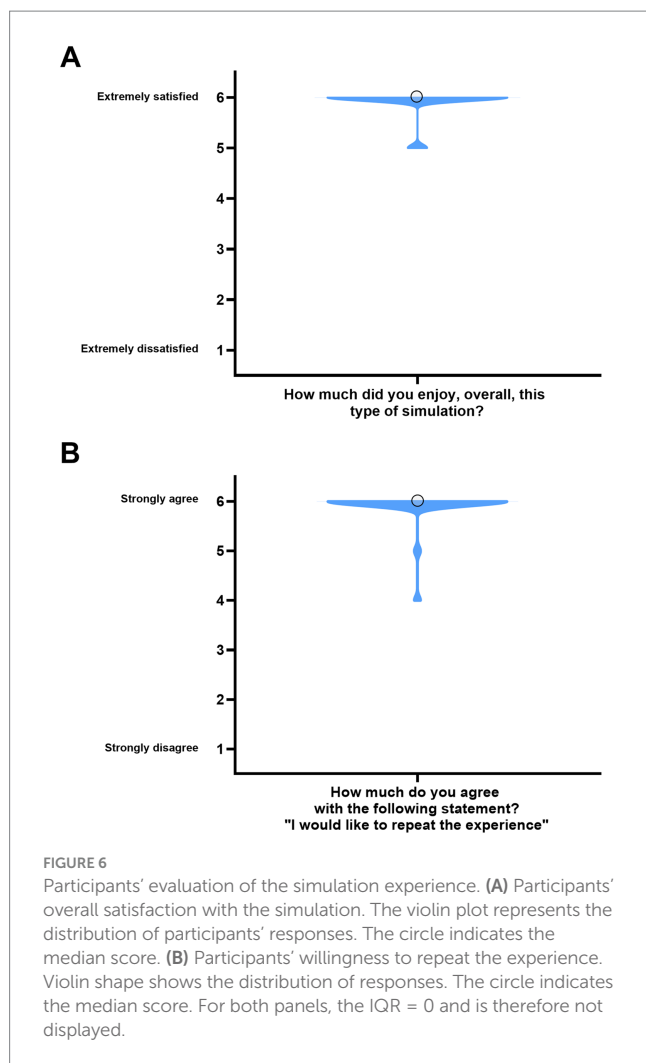 A
Extremely satisfied
6
5
4
3
2
Extremely dissatisfied
1
How much did you enjoy, overall, this
type of simulation?
B
Strongly agree
6
5
4
3
2
Strongly disagree
1
How much do you agree
with the following statement?
"I would like to repeat the experience"
FIGURE 6
Participants’ evaluation of the simulation experience. (A) Participants’
overall satisfaction with the simulation. The violin plot represents the
distribution of participants’ responses. The circle indicates the
median score. (B) Participants’ willingness to repeat the experience.
Violin shape shows the distribution of responses. The circle indicates
the median score. For both panels, the IQR = 0 and is therefore not
displayed.